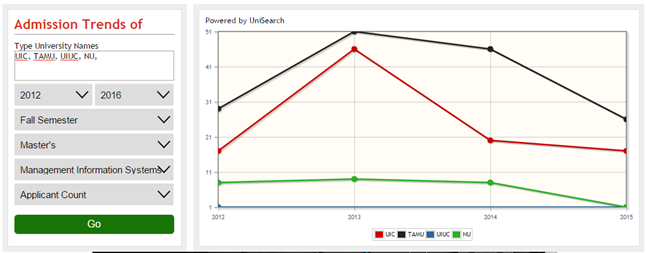 Admission Trends of
Type University Names
UIC, TAMU, UIUC, NU,
2012 2016
Fall Semester
Master's
Management Information Systems
Applicant Count
Go
Powered by UniSearch
51
41
31
21
11
1
2012 2013 2014 2015
UIC TAMU UIUC NU